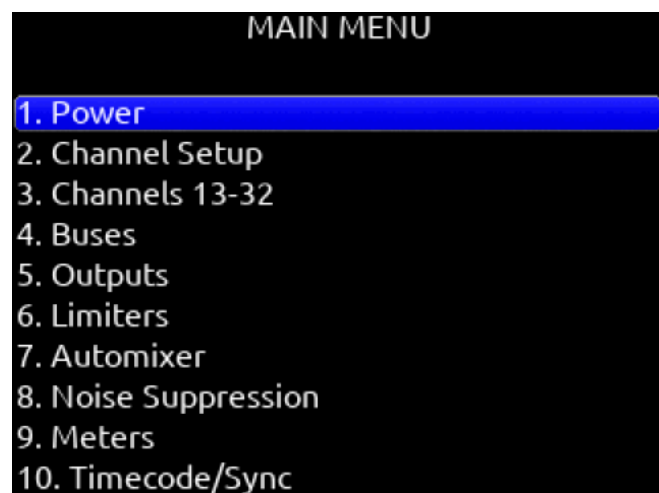 MAIN MENU
1. Power
2. Channel Setup
3. Channels 13-32
4. Buses
5. Outputs
6. Limiters
7. Automixer
8. Noise Suppression
9. Meters
10. Timecode/Sync